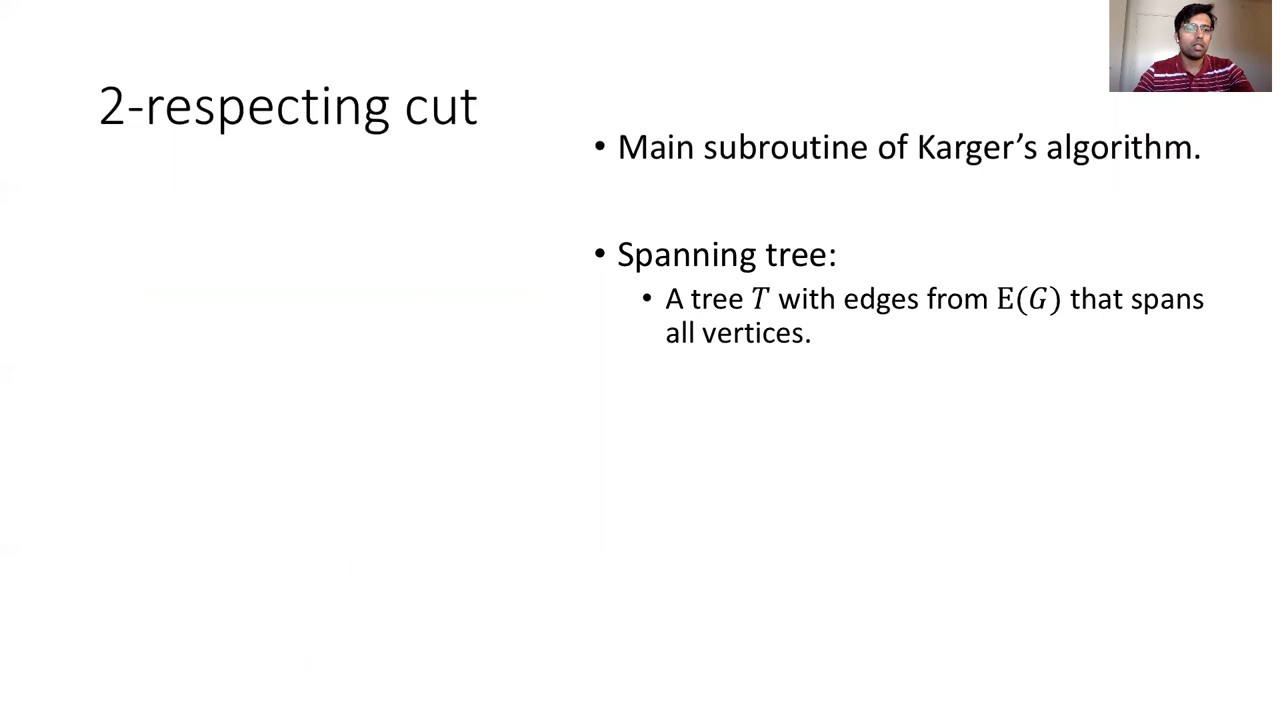 2-respecting cut
• Main subroutine of Karger’s algorithm.
• Spanning tree:
• A tree T with edges from E(G) that spans
all vertices.